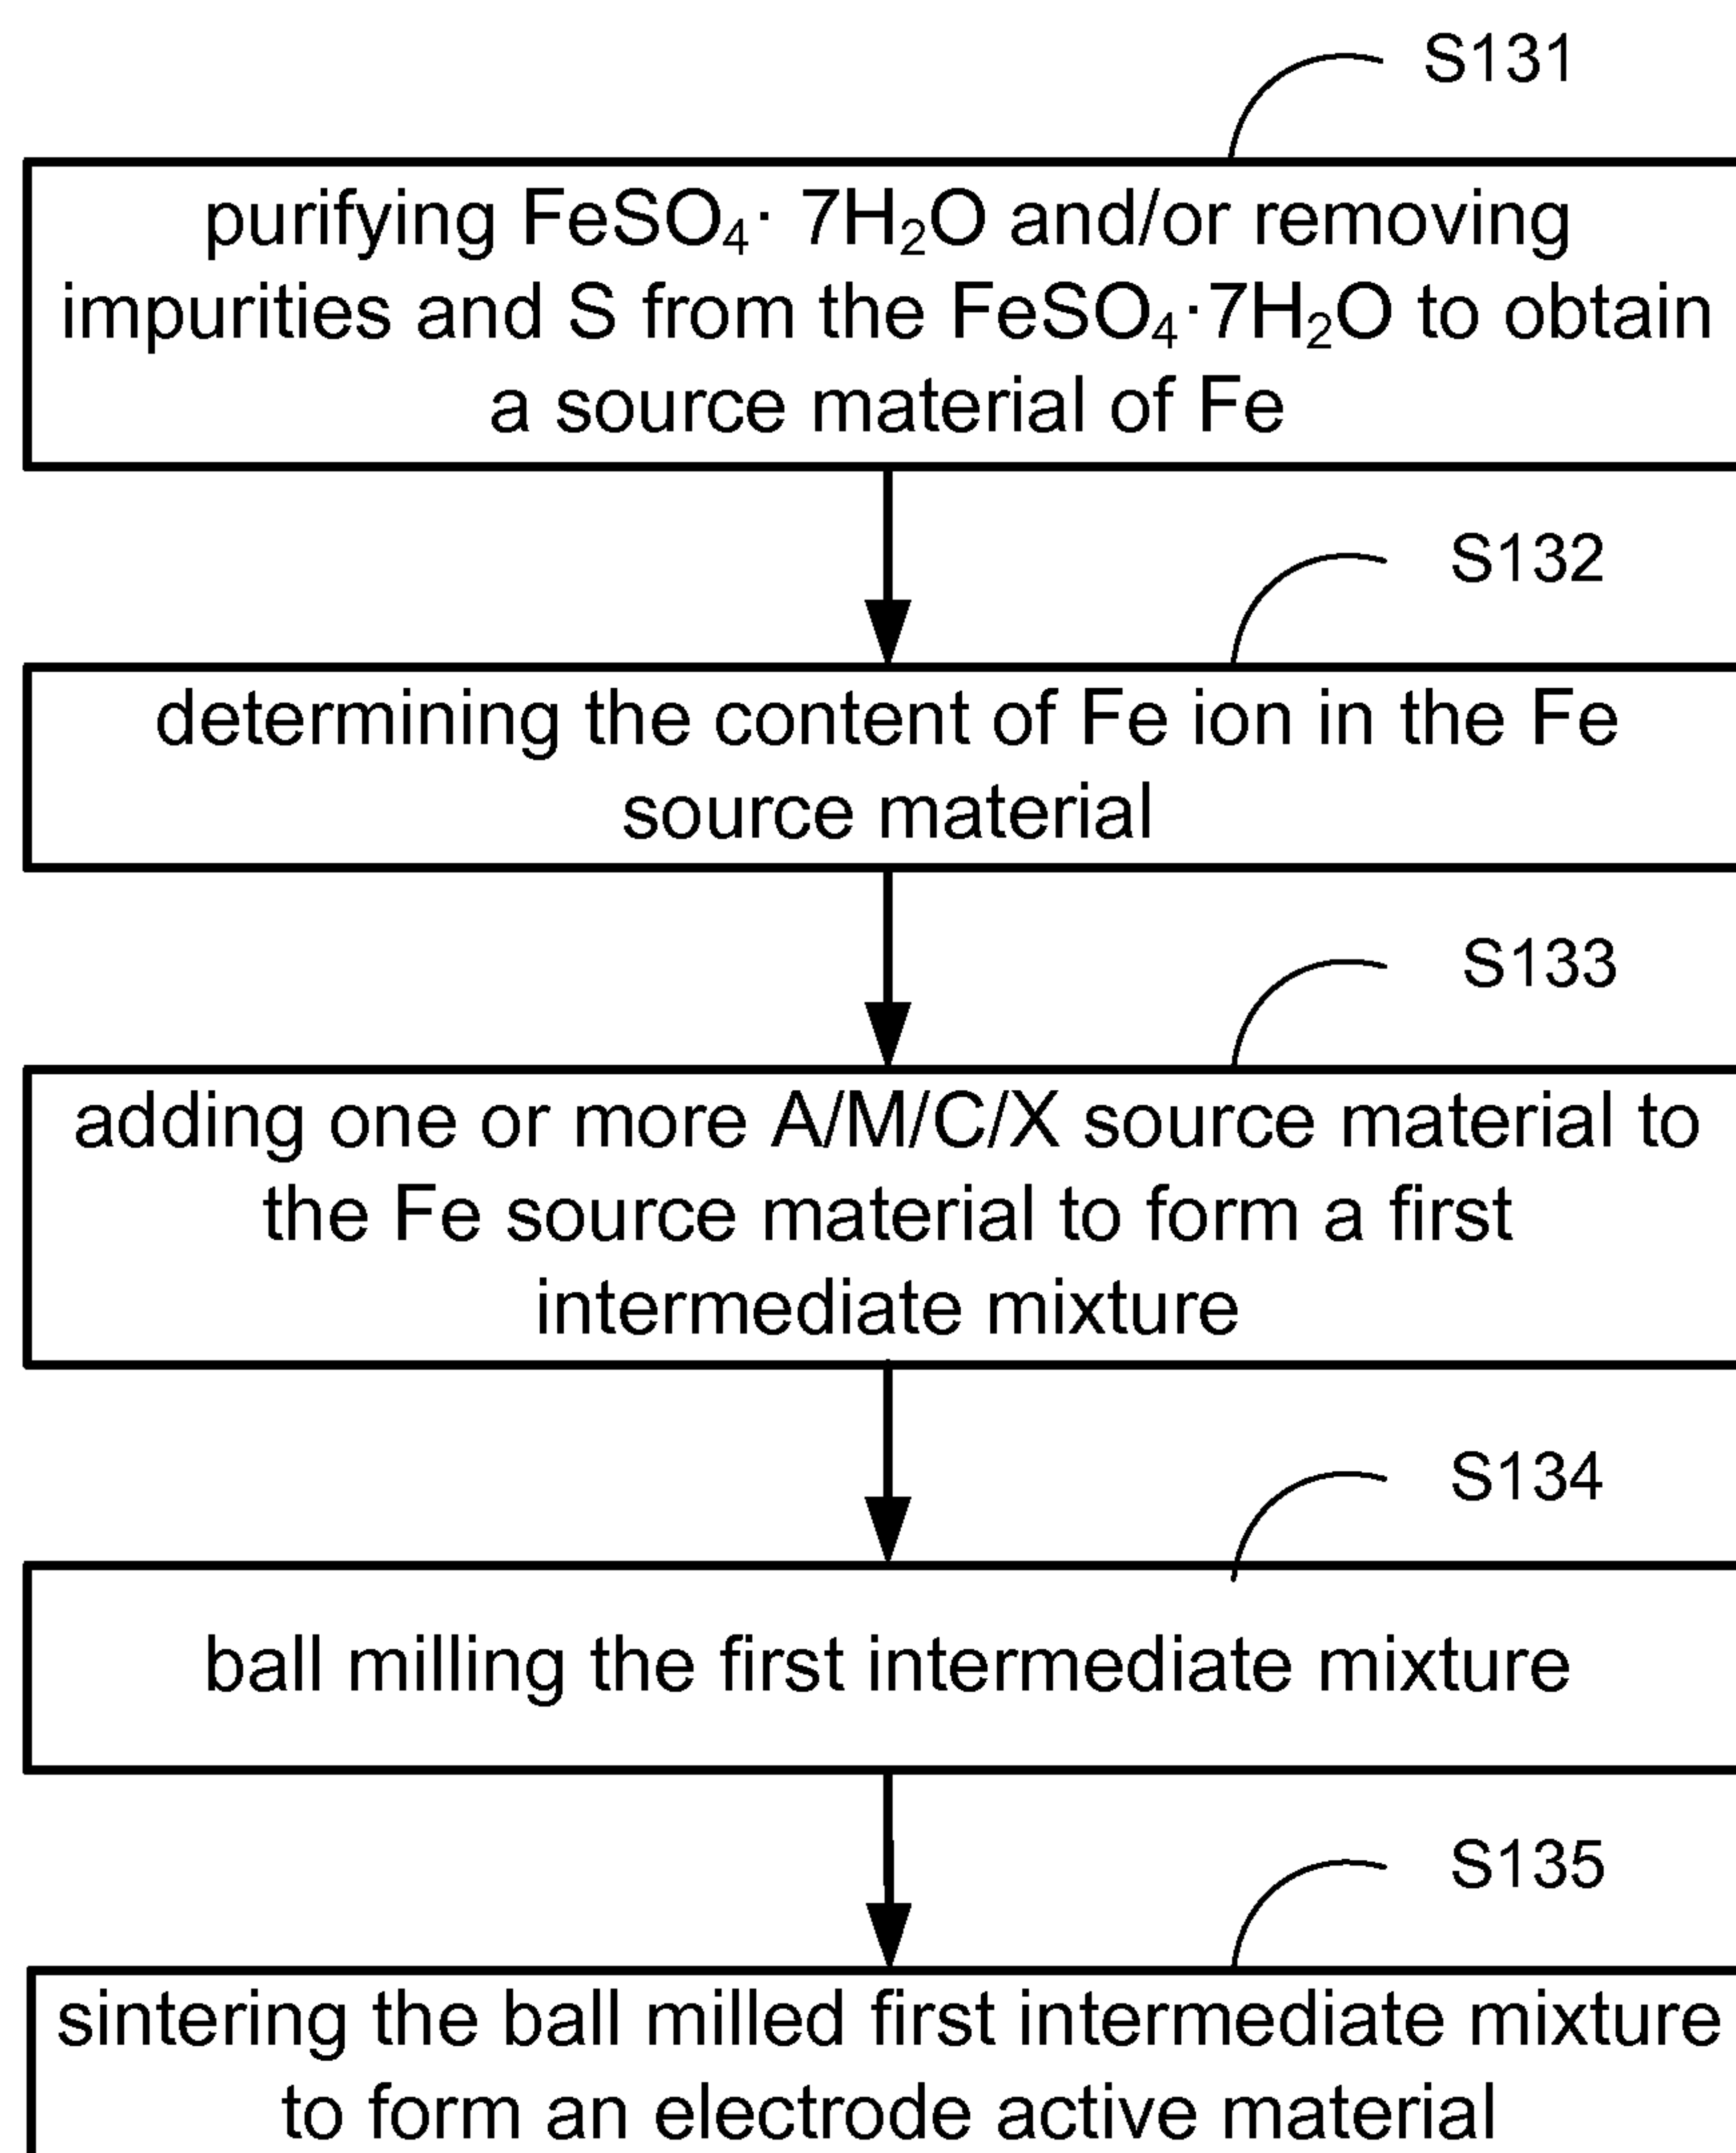 S131
purifying FeSO₄· 7H₂O and/or removing
impurities and S from the FeSO₄·7H₂O to obtain
a source material of Fe
S132
determining the content of Fe ion in the Fe
source material
S133
adding one or more A/M/C/X source material to
the Fe source material to form a first
intermediate mixture
S134
ball milling the first intermediate mixture
S135
sintering the ball milled first intermediate mixture
to form an electrode active material